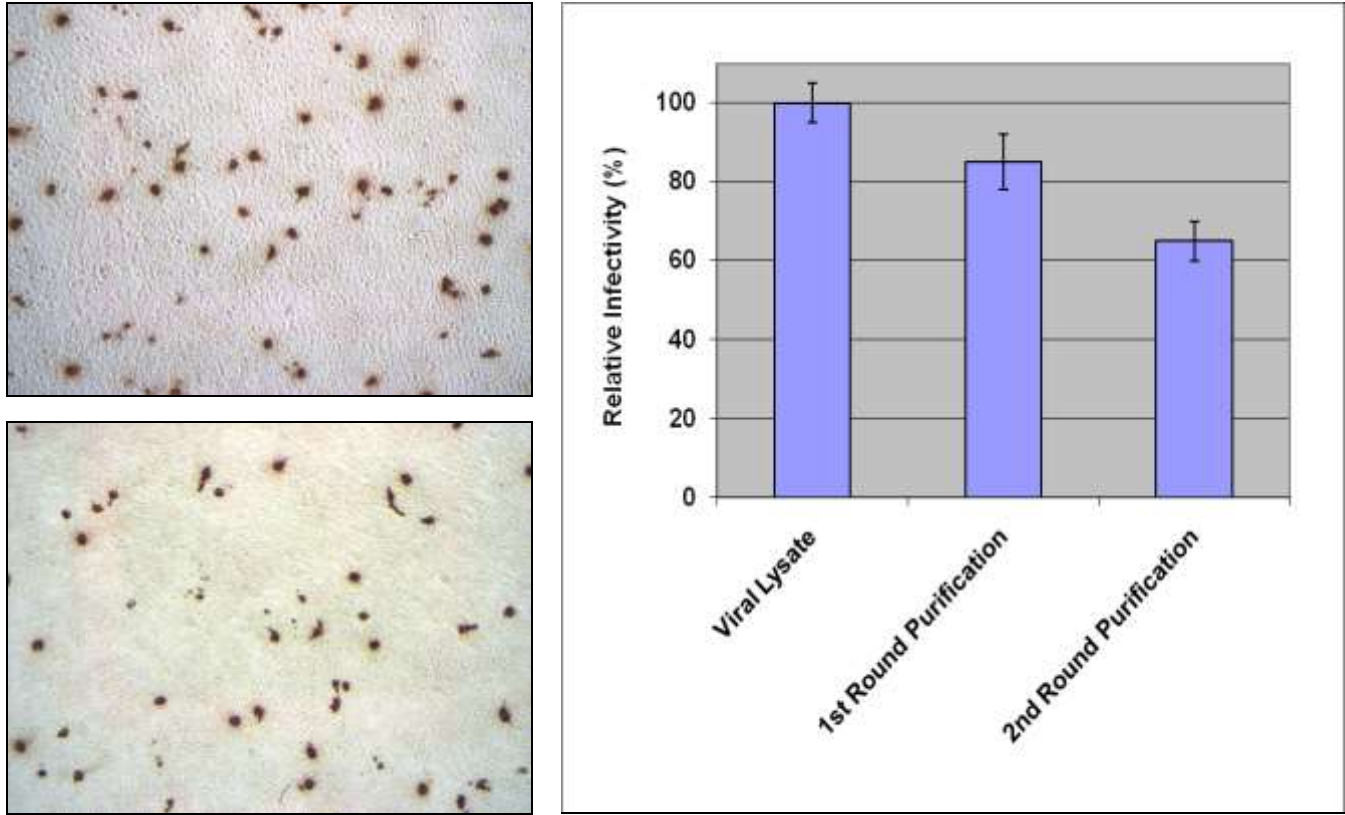 Relative Infectivity (%)
100
80
60
40
20
0
Viral Lysate
1st Round Purification
2nd Round Purification